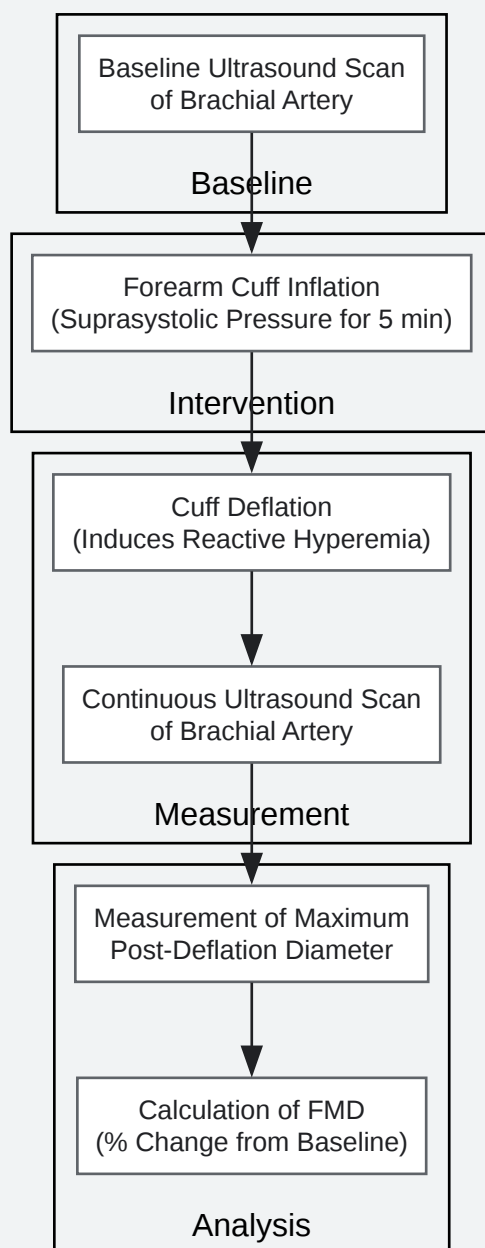 Baseline Ultrasound Scan
of Brachial Artery
Baseline
Forearm Cuff Inflation
(Suprasystolic Pressure for 5 min)
Intervention
Cuff Deflation
(Induces Reactive Hyperemia)
Continuous Ultrasound Scan
of Brachial Artery
Measurement
Measurement of Maximum
Post-Deflation Diameter
Calculation of FMD
(% Change from Baseline)
Analysis